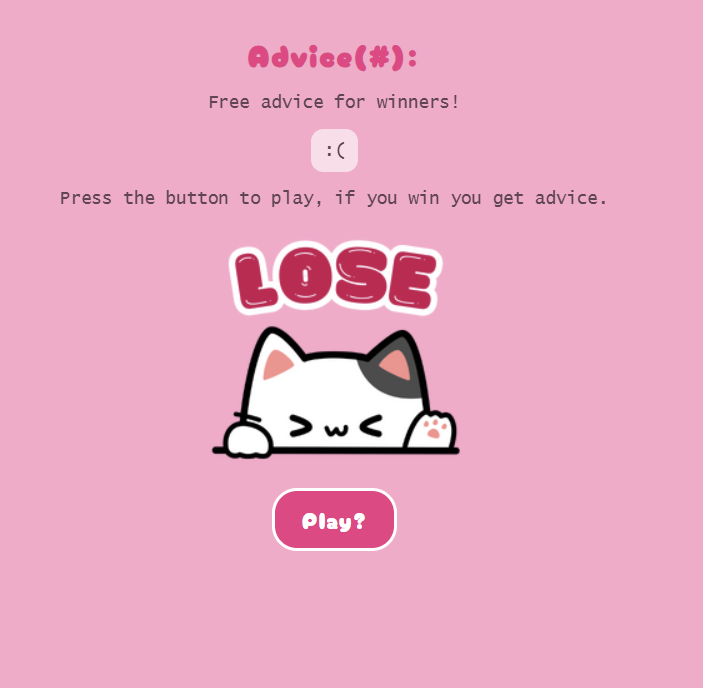 Advice(#):
Free advice for winners!
:(
Press the button to play, if you win you get advice.
LOSE
Play?